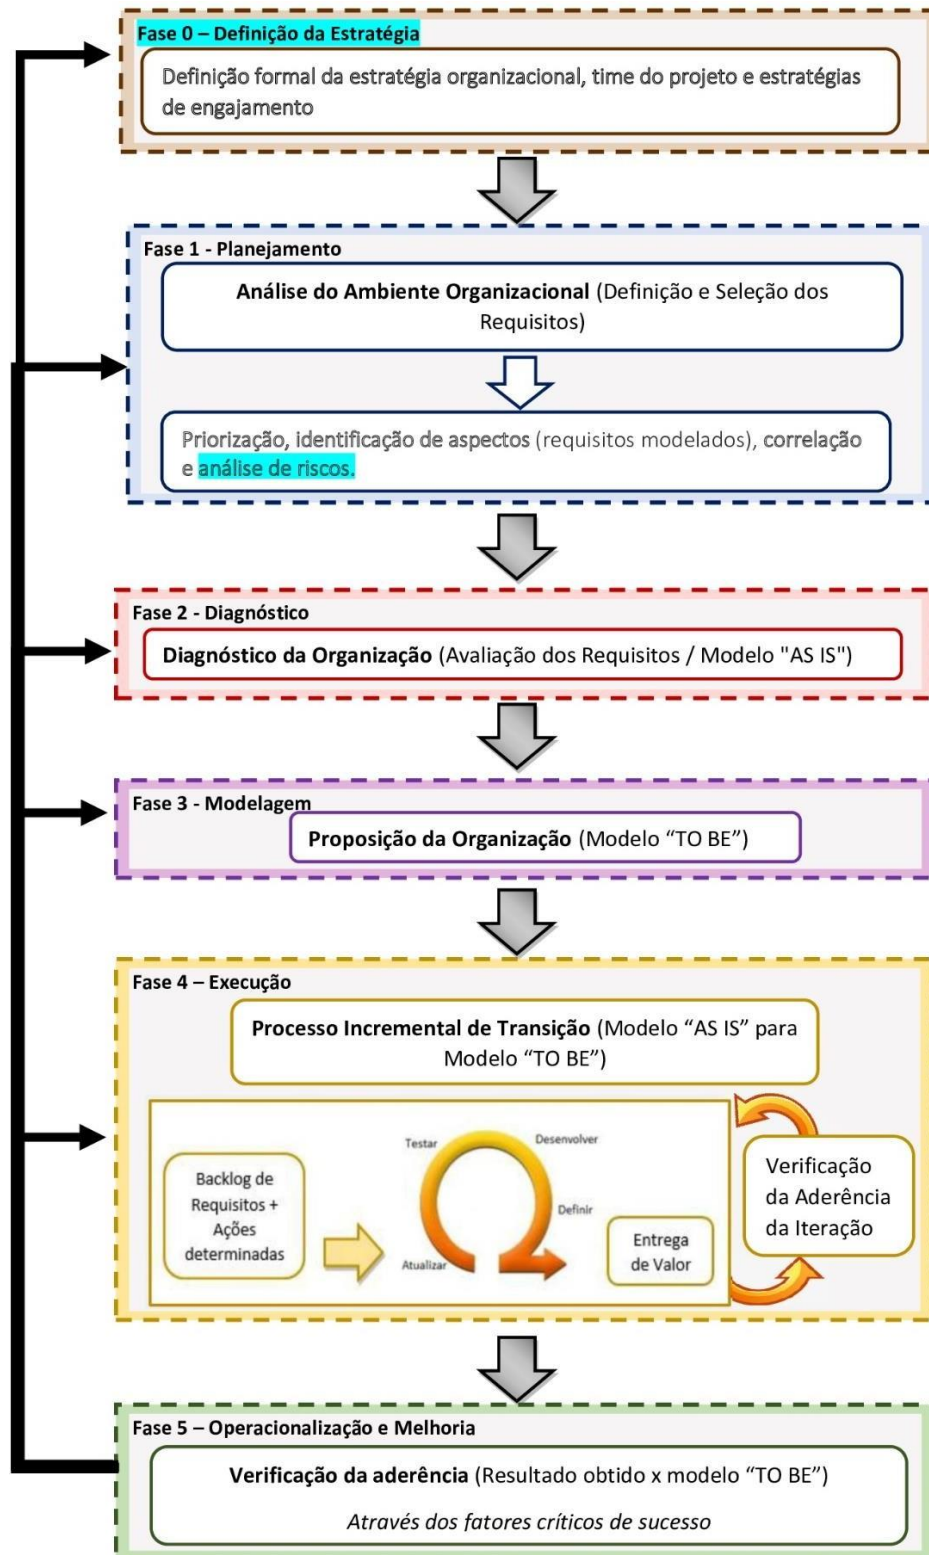 Fase 0 – Definição da Estratégia
Definição formal da estratégia organizacional, time do projeto e estratégias
de engajamento
Fase 1 - Planejamento
Análise do Ambiente Organizacional (Definição e Seleção dos
Requisitos)
Priorização, identificação de aspectos (requisitos modelados), correlação
e análise de riscos.
Fase 2 - Diagnóstico
Diagnóstico da Organização (Avaliação dos Requisitos / Modelo "AS IS")
Fase 3 - Modelagem
Proposição da Organização (Modelo “TO BE”)
Fase 4 – Execução
Processo Incremental de Transição (Modelo “AS IS” para
Modelo “TO BE”)
Backlog de
Requisitos +
Ações
determinadas
Testar
Desenvolver
Definir
Atualizar
Entrega
de Valor
Verificação
da Aderência
da Iteração
Fase 5 – Operacionalização e Melhoria
Verificação da aderência (Resultado obtido x modelo “TO BE”)
Através dos fatores críticos de sucesso